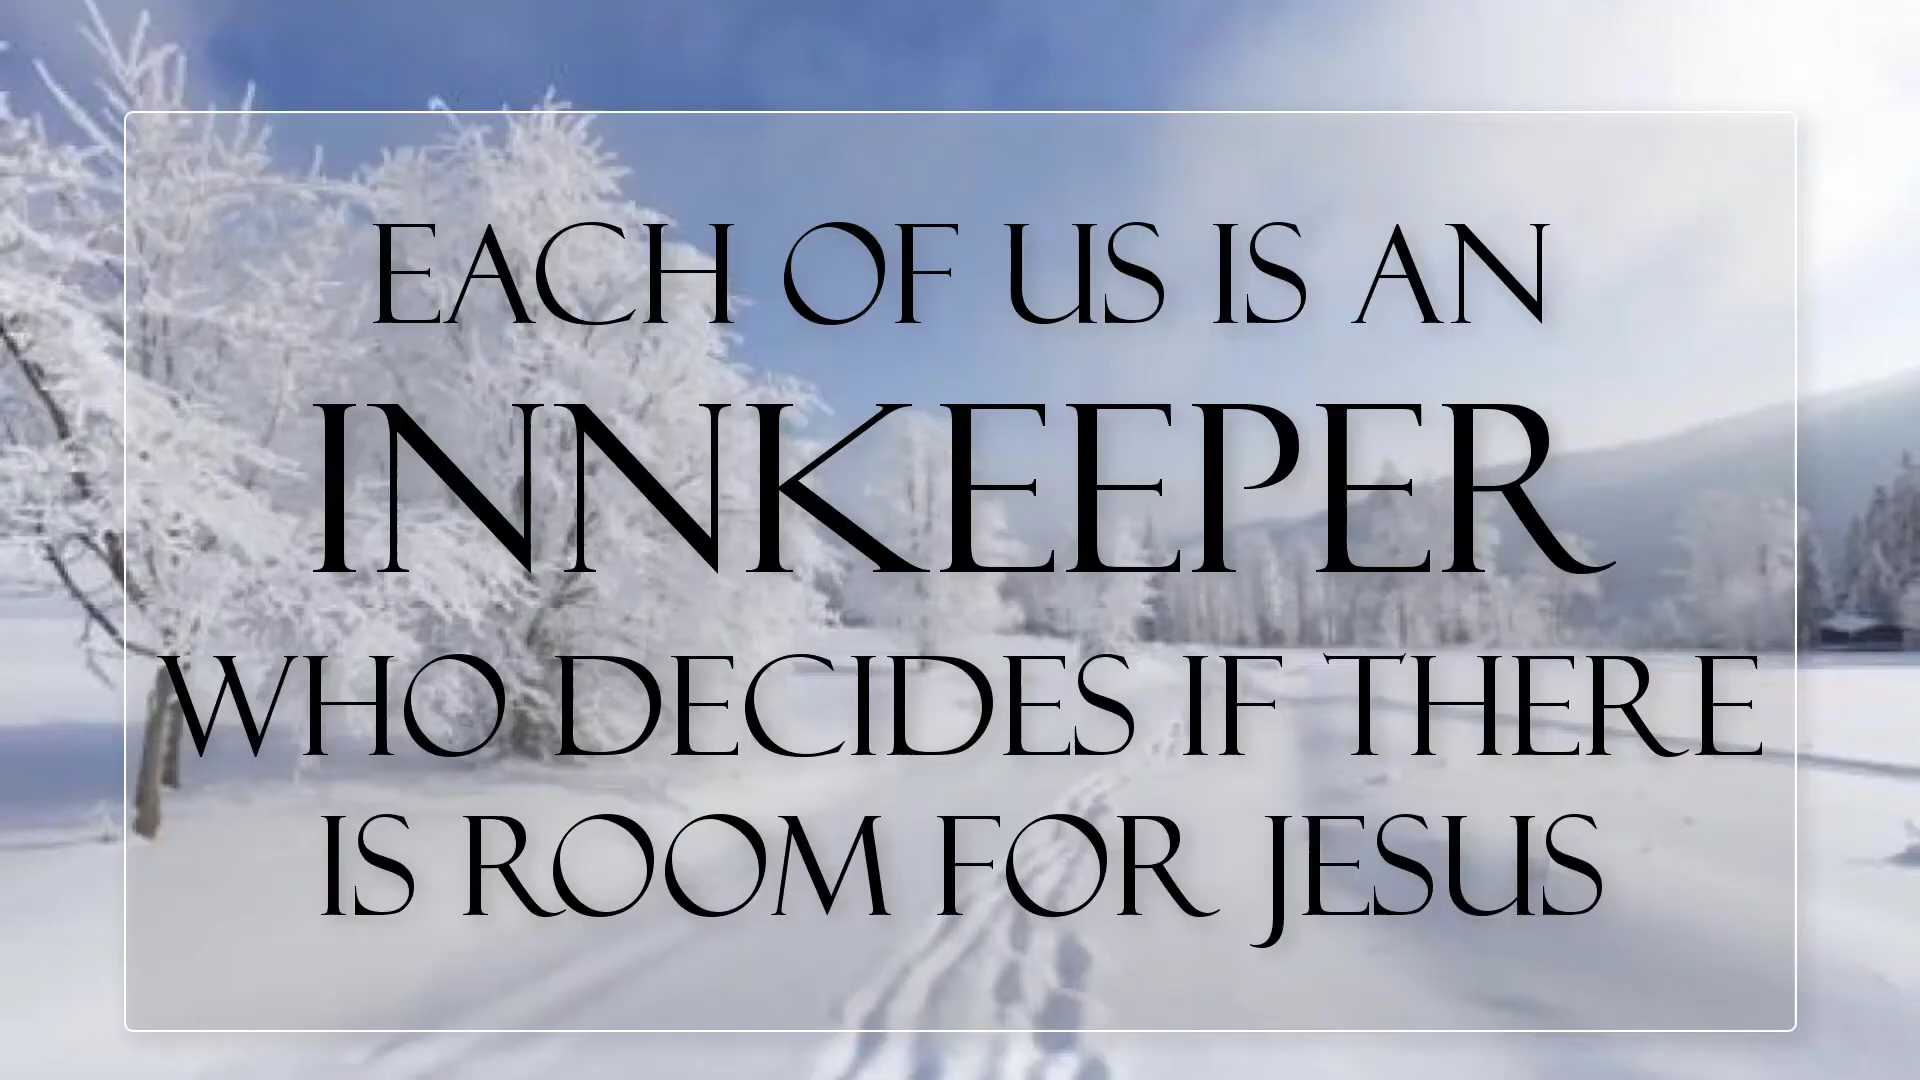 EACH OF US IS AN
INNKEEPER
WHO DECIDES IF THERE
IS ROOM FOR JESUS